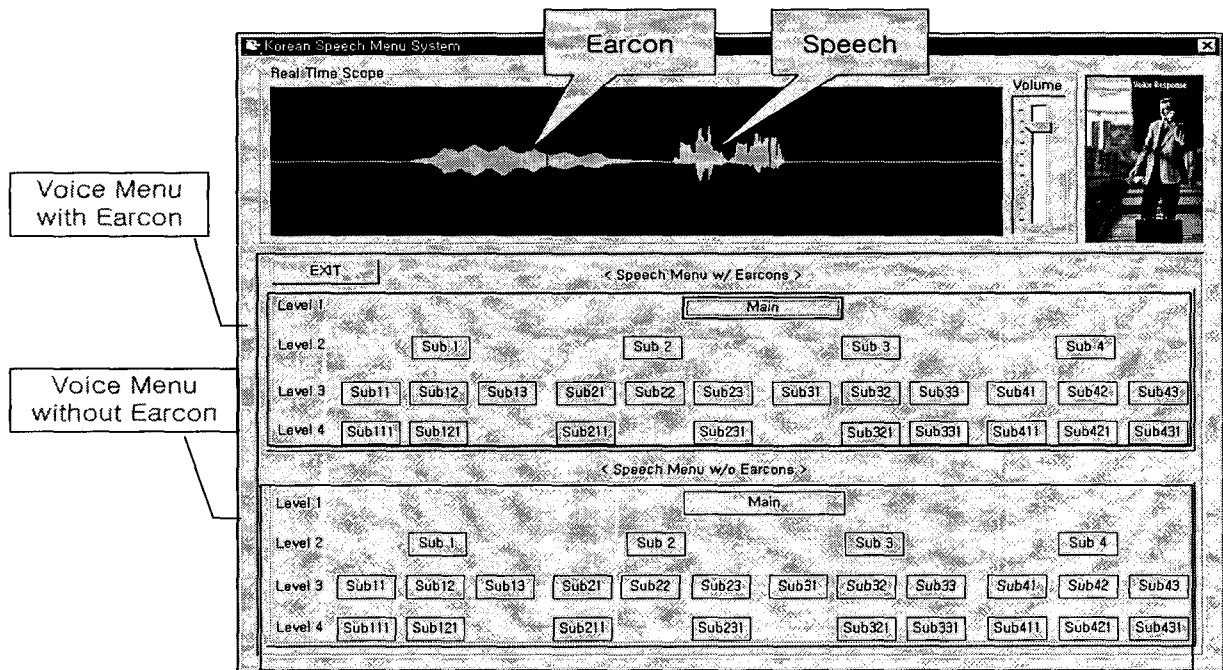 Earcon
Speech
Korean Speech Menu System
Real Time Scope
Volume
Voice Response
Voice Menu
with Earcon
EXIT
< Speech Menu w/ Earcons >
Level 1 Main
Level 2 Sub 1 Sub 2 Sub 3 Sub 4
Level 3 Sub11 Sub12 Sub13 Sub21 Sub22 Sub23 Sub31 Sub32 Sub33 Sub41 Sub42 Sub43
Level 4 Sub111 Sub121 Sub211 Sub231 Sub321 Sub331 Sub411 Sub421 Sub431
Voice Menu
without Earcon
< Speech Menu w/o Earcons >
Level 1 Main
Level 2 Sub 1 Sub 2 Sub 3 Sub 4
Level 3 Sub11 Sub12 Sub13 Sub21 Sub22 Sub23 Sub31 Sub32 Sub33 Sub41 Sub42 Sub43
Level 4 Sub111 Sub121 Sub211 Sub231 Sub321 Sub331 Sub411 Sub421 Sub431